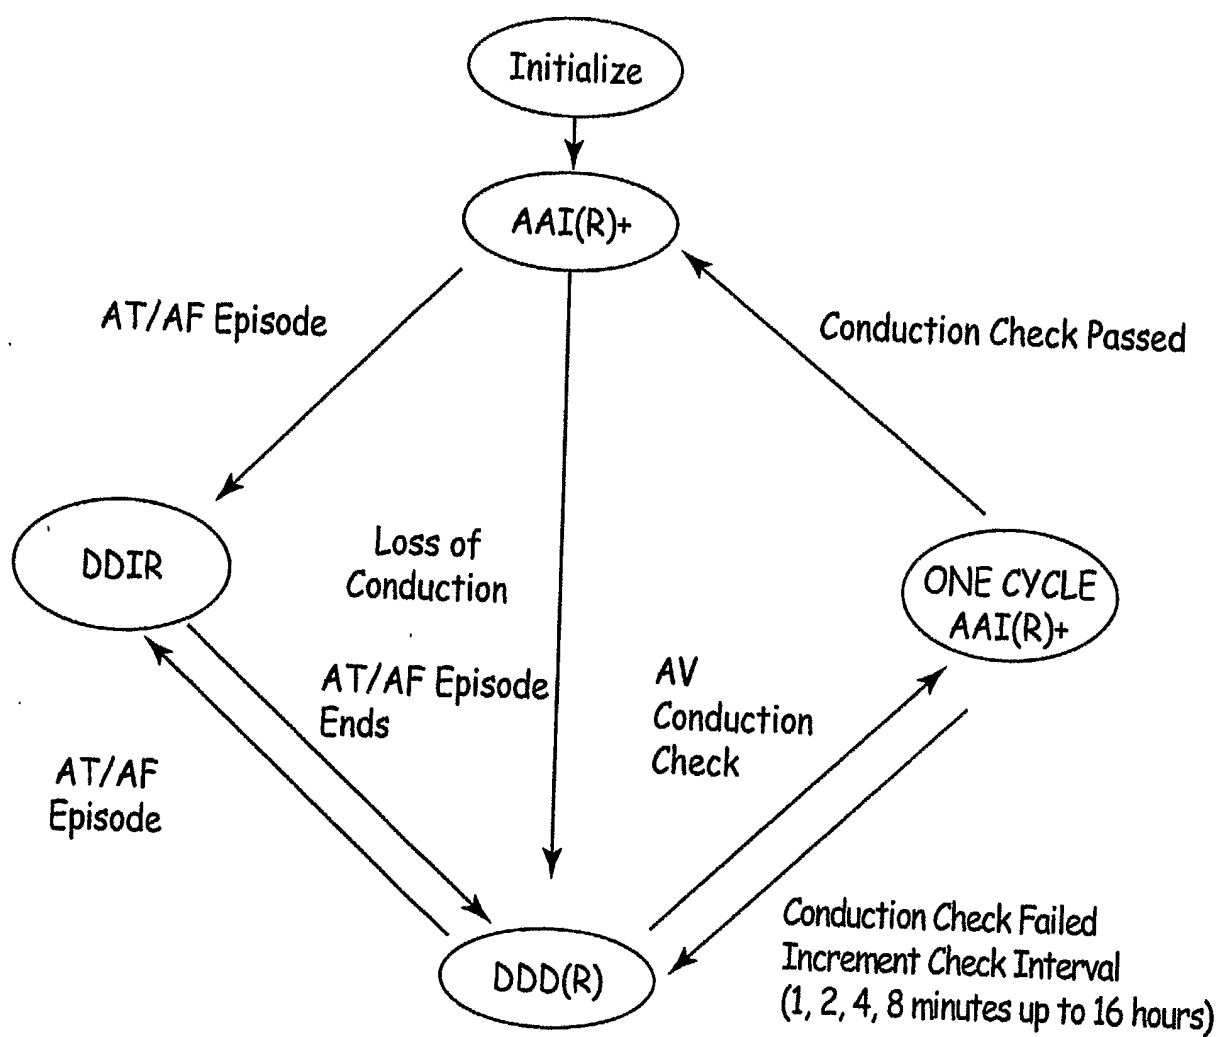 Initialize
AAI(R)+
AT/AF Episode
Conduction Check Passed
DDIR
Loss of
Conduction
ONE CYCLE
AAI(R)+
AT/AF Episode
Ends
AV
Conduction
Check
AT/AF
Episode
DDD(R)
Conduction Check Failed
Increment Check Interval
(1, 2, 4, 8 minutes up to 16 hours)